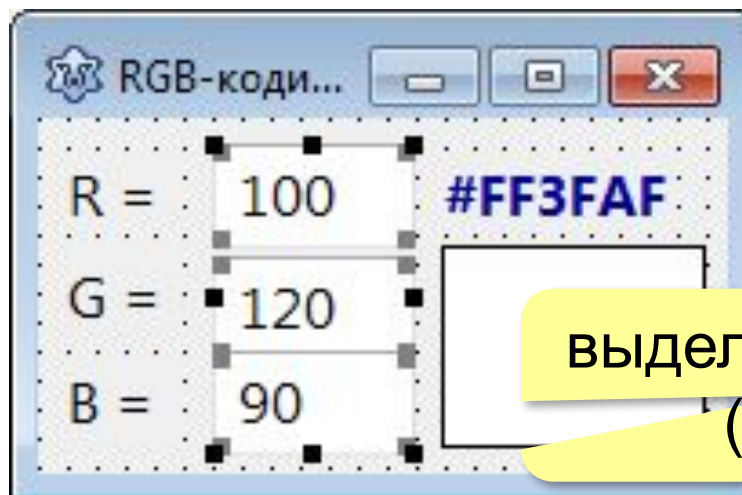 RGB-коди...
R = 100 #FF3FAF
G = 120
B = 90
выдел
(